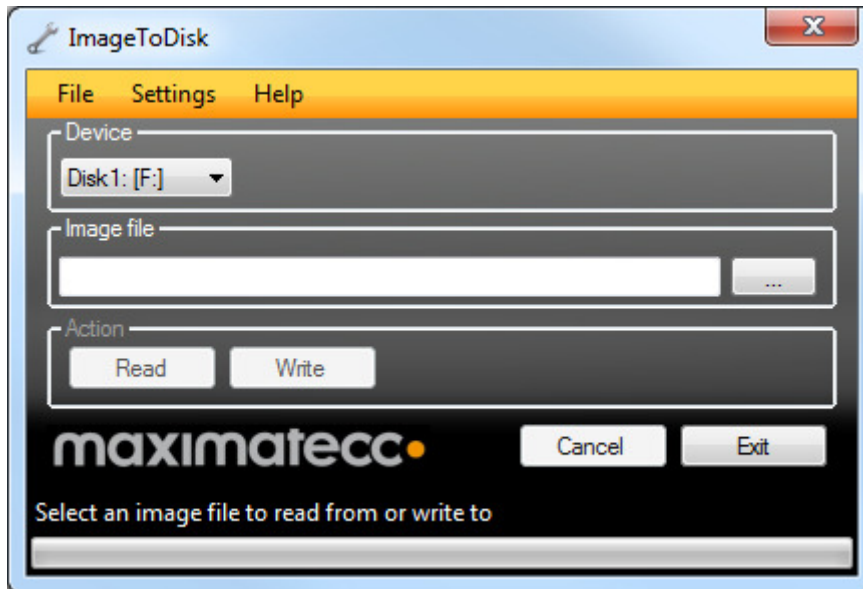 ImageToDisk
File Settings Help
Device
Disk1: [F:]
Image file
...
Action
Read Write
maximatecc.
Cancel Exit
Select an image file to read from or write to